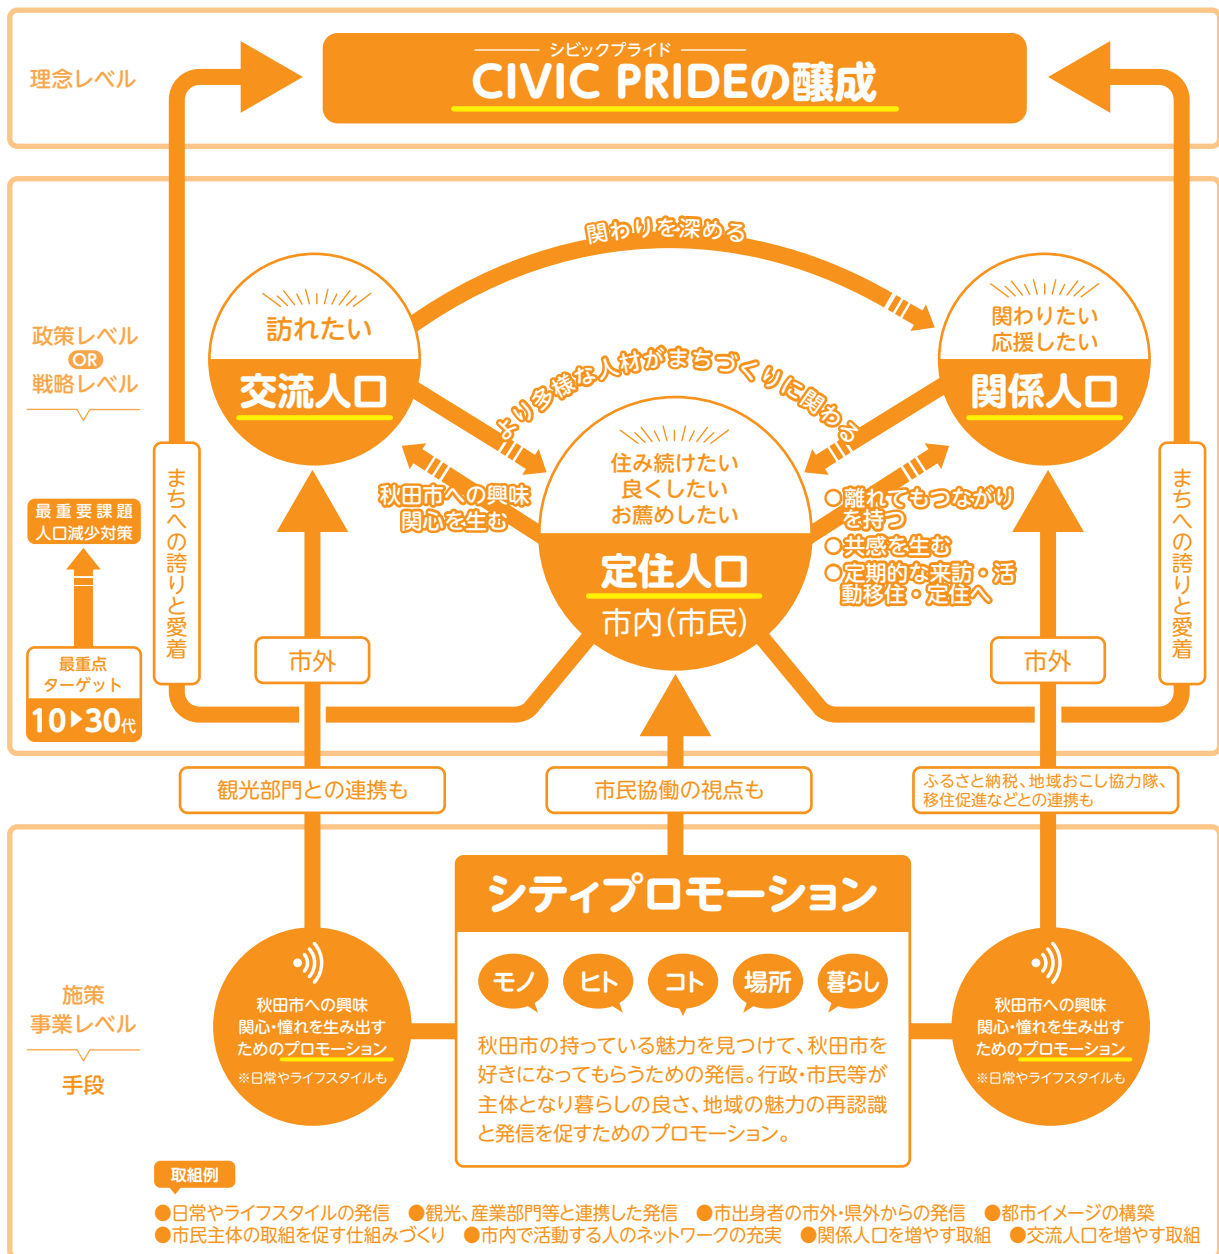 理念レベル
シビックプライド
CIVIC PRIDEの醸成
関わりを深める
訪れたい
交流人口
関わりたい
応援したい
関係人口
政策レベル
OR
戦略レベル
より多様な人材がまちづくりに関わる
住み続けたい
良くしたい
お薦めしたい
定住人口
市内(市民)
秋田市への興味
関心を生む
●離れてもつながり
を持つ
●共感を生む
●定期的な来訪・活
動移住・定住へ
最重要課題
人口減少対策
最重点
ターゲット
10▶30代
まちへの誇りと愛着
まちへの誇りと愛着
市外
市外
観光部門との連携も
市民協働の視点も
ふるさと納税、地域おこし協力隊、
移住促進などとの連携も
施策
事業レベル
手段
秋田市への興味
関心・憧れを生み出す
ためのプロモーション
※日常やライフスタイルも
シティプロモーション
モノ ヒト コト 場所 暮らし
秋田市の持っている魅力を見つけて、秋田市を
好きになってもらうための発信。行政・市民等が
主体となり暮らしの良さ、地域の魅力の再認識
と発信を促すためのプロモーション。
秋田市への興味
関心・憧れを生み出す
ためのプロモーション
※日常やライフスタイルも
取組例
●日常やライフスタイルの発信 ●観光、産業部門等と連携した発信 ●市出身者の市外・県外からの発信 ●都市イメージの構築
●市民主体の取組を促す仕組みづくり ●市内で活動する人のネットワークの充実 ●関係人口を増やす取組 ●交流人口を増やす取組